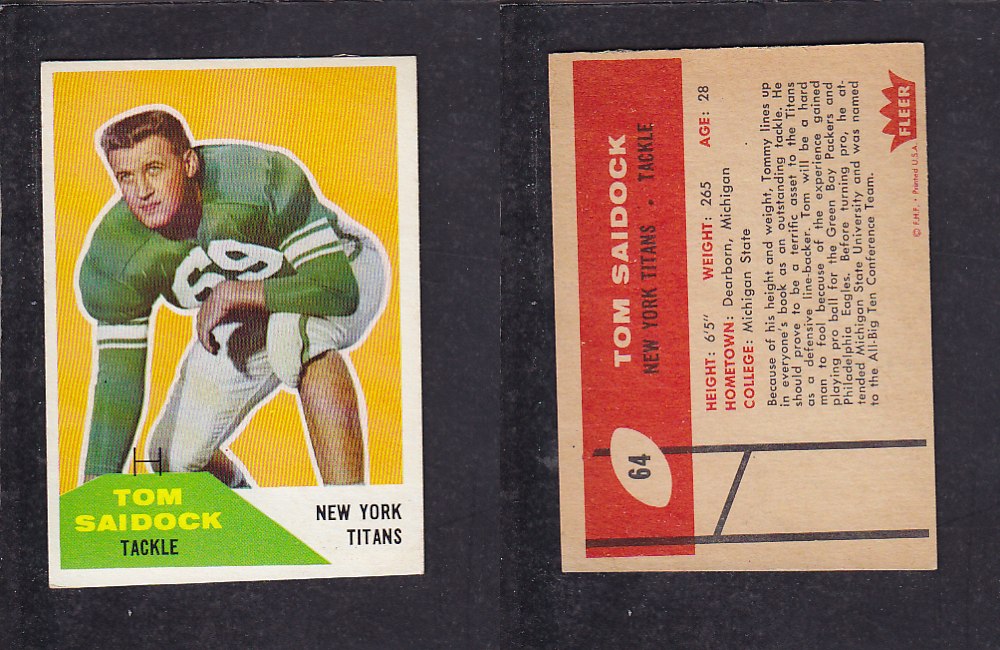 69
TOM
SAIDOCK
TACKLE
NEW YORK
TITANS
64
TOM SAIDOCK
NEW YORK TITANS • TACKLE
HEIGHT: 6'5" WEIGHT: 265 AGE: 28
HOMETOWN: Dearborn, Michigan
COLLEGE: Michigan State
Because of his height and weight, Tommy lines up
in everyone's book as an outstanding tackle. He
should prove to be a terrific asset to the Titans
as a defensive line-backer. Tom will be a hard
man to fool because of the experience gained
playing pro ball for the Green Bay Packers and
Philadelphia Eagles. Before turning pro, he at-
tended Michigan State University and was named
to the All-Big Ten Conference Team.
FLEER
© F.H.F. • Printed U.S.A.